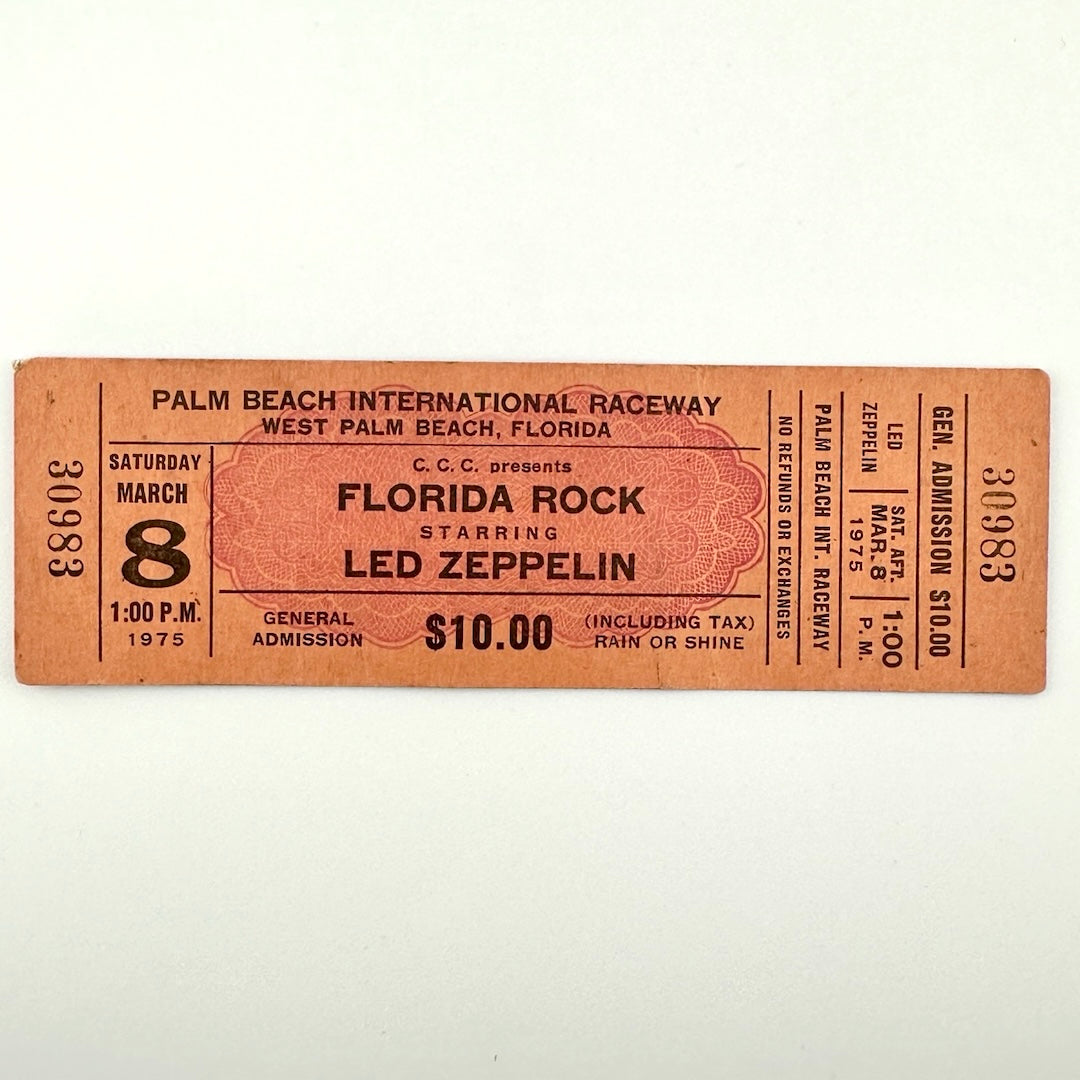 30983
PALM BEACH INTERNATIONAL RACEWAY
WEST PALM BEACH, FLORIDA
SATURDAY
MARCH
8
1:00 P.M.
1975
C. C. C. presents
FLORIDA ROCK
STARRING
LED ZEPPELIN
GENERAL
ADMISSION
$10.00
(INCLUDING TAX)
RAIN OR SHINE
NO REFUNDS OR EXCHANGES
PALM BEACH INT. RACEWAY
LED
ZEPPELIN
SAT. AFT.
MAR. 8
1975
1:00
P. M.
GEN. ADMISSION $10.00
30983